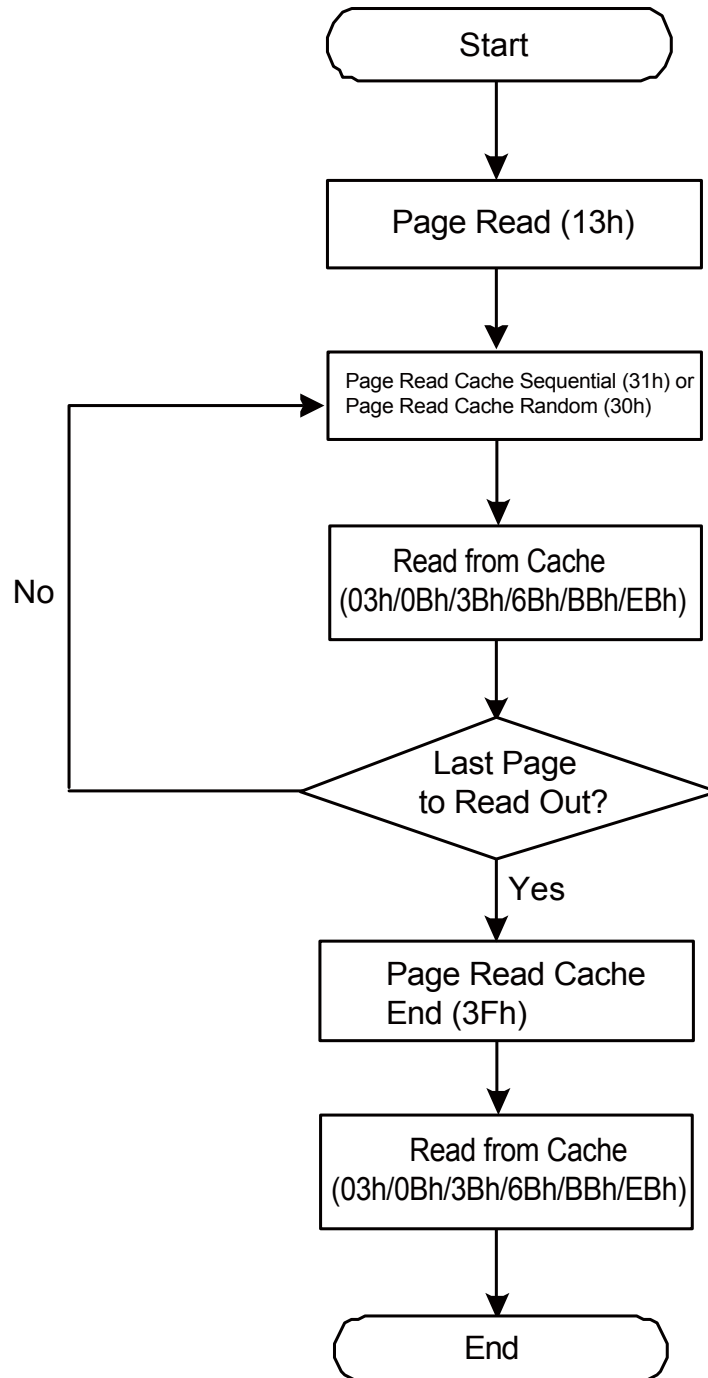 Start
Page Read (13h)
Page Read Cache Sequential (31h) or
Page Read Cache Random (30h)
Read from Cache
(03h/0Bh/3Bh/6Bh/BBh/EBh)
No
Last Page
to Read Out?
Yes
Page Read Cache
End (3Fh)
Read from Cache
(03h/0Bh/3Bh/6Bh/BBh/EBh)
End